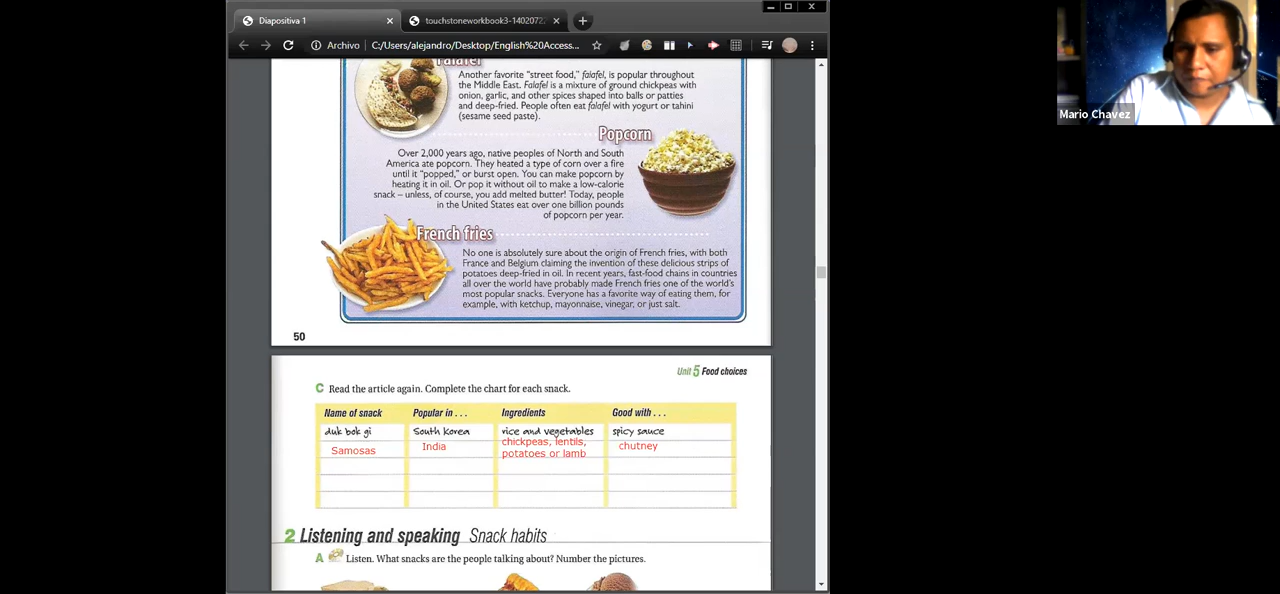 Diapositiva 1
touchstoneworkbook3-1402072
Archivo
C:/Users/alejandro/Desktop/English%20Access...
Mario Chavez
Falafel
Another favorite “street food,” falafel, is popular throughout
the Middle East. Falafel is a mixture of ground chickpeas with
onion, garlic, and other spices shaped into balls or patties
and deep-fried. People often eat falafel with yogurt or tahini
(sesame seed paste).
Popcorn
Over 2,000 years ago, native peoples of North and South
America ate popcorn. They heated a type of corn over a fire
until it “popped,” or burst open. You can make popcorn by
heating it in oil. Or pop it without oil to make a low-calorie
snack – unless, of course, you add melted butter! Today, people
in the United States eat over one billion pounds
of popcorn per year.
French fries
No one is absolutely sure about the origin of French fries, with both
France and Belgium claiming the invention of these delicious strips of
potatoes deep-fried in oil. In recent years, fast-food chains in countries
all over the world have probably made French fries one of the world’s
most popular snacks. Everyone has a favorite way of eating them, for
example, with ketchup, mayonnaise, vinegar, or just salt.
50
Unit 5 Food choices
C Read the article again. Complete the chart for each snack.
Name of snack Popular in . . . Ingredients Good with . . .
duk bok gi South Korea rice and vegetables spicy sauce
Samosas India chickpeas, lentils, chutney
potatoes or lamb
2 Listening and speaking Snack habits
A Listen. What snacks are the people talking about? Number the pictures.